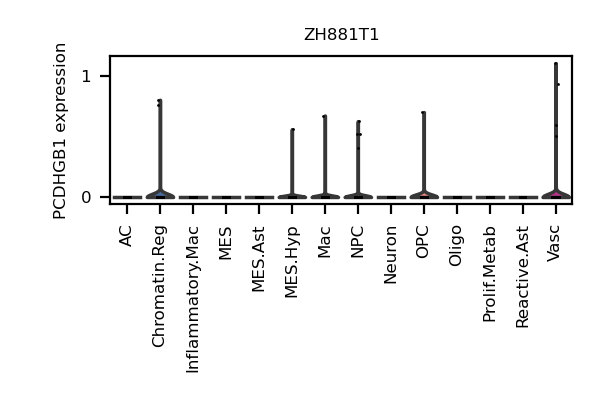 ZH881T1
PCDHGB1 expression
1
0
AC
Chromatin.Reg
Inflammatory.Mac
MES
MES.Ast
MES.Hyp
Mac
NPC
Neuron
OPC
Oligo
Prolif.Metab
Reactive.Ast
Vasc